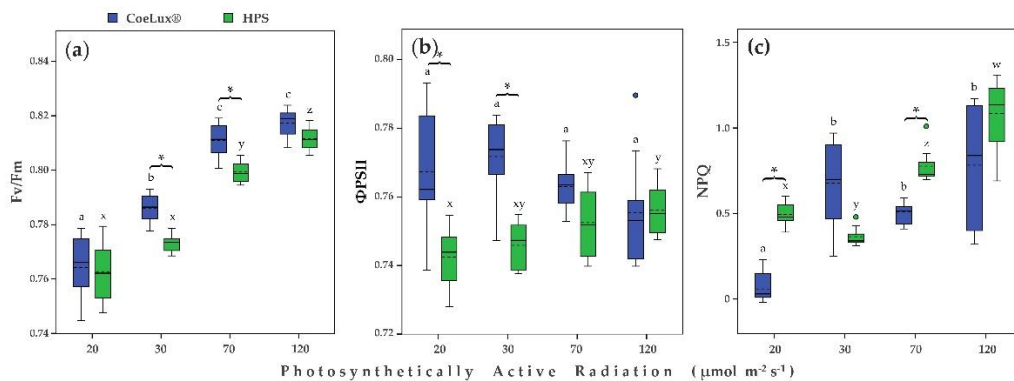 CoeLux® HPS
(a)
Fv/Fm
0.84
0.82
0.80
0.78
0.76
0.74
a x
b x
*
c y
*
c z
20 30 70 120
(b)
ΦPSII
0.80
0.78
0.76
0.74
0.72
a x
*
a xy
*
a xy
a y
20 30 70 120
(c)
NPQ
1.5
1.0
0.5
0
a x
*
b y
b z
*
b w
20 30 70 120
Photosynthetically Active Radiation (μmol m⁻² s⁻¹)